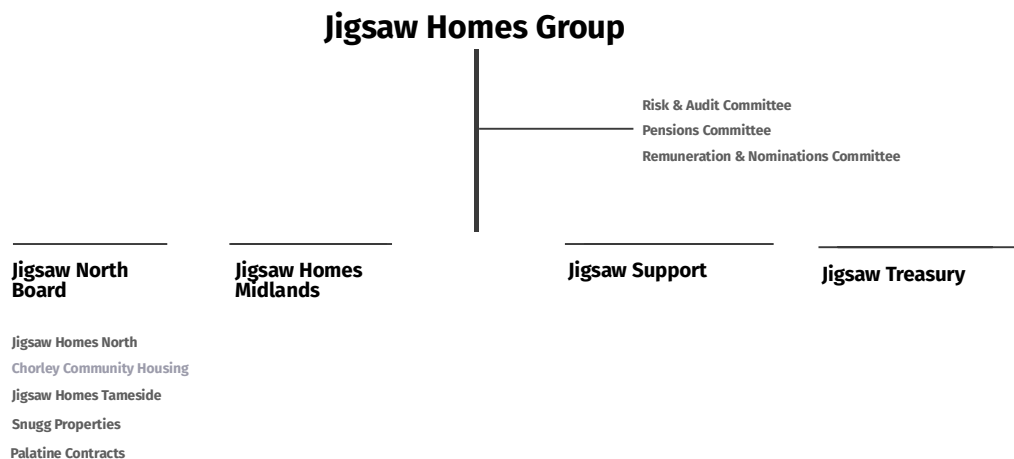 Jigsaw Homes Group
Risk & Audit Committee
Pensions Committee
Remuneration & Nominations Committee
Jigsaw North
Board
Jigsaw Homes
Midlands
Jigsaw Support
Jigsaw Treasury
Jigsaw Homes North
Chorley Community Housing
Jigsaw Homes Tameside
Snugg Properties
Palatine Contracts